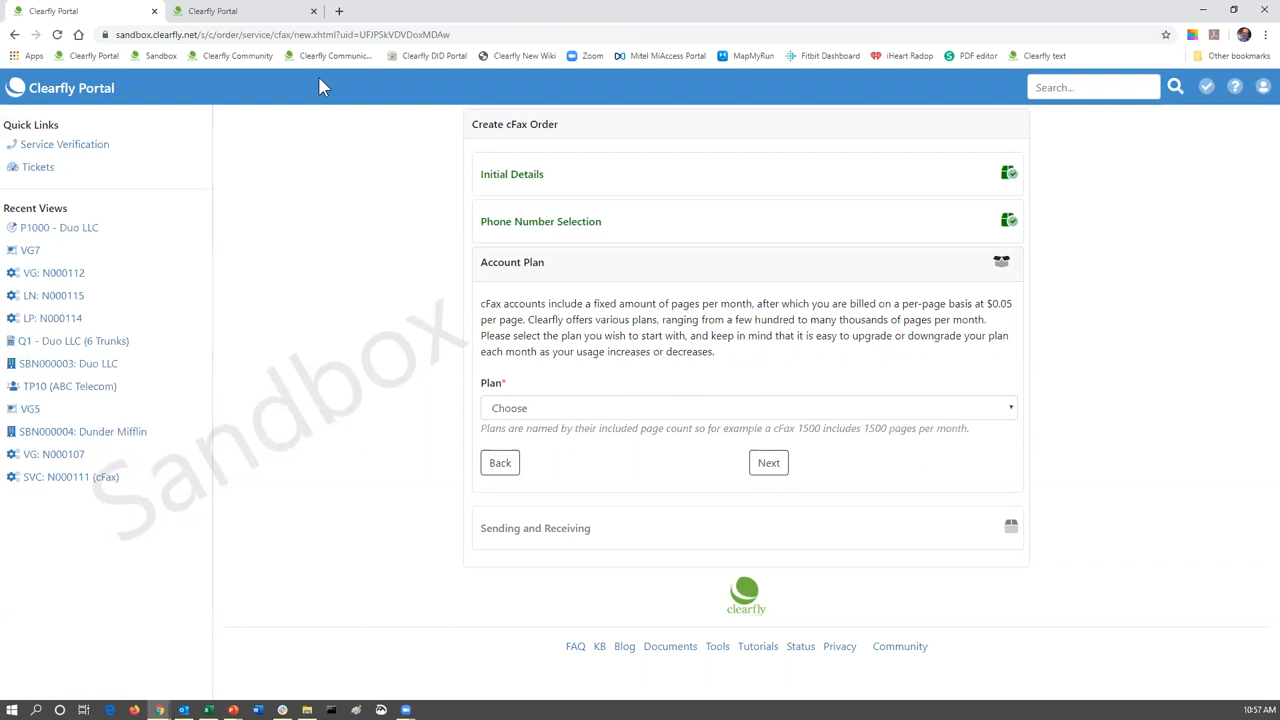 Clearfly Portal
Clearfly Portal
sandbox.clearfly.net/s/c/order/service/cfax/new.xhtml?uid=UFJPSkVDVDoxMDAw
Apps
Clearfly Portal
Sandbox
Clearfly Community
Clearfly Communic...
Clearfly DID Portal
Clearfly New Wiki
Zoom
Mitel MiAccess Portal
MapMyRun
Fitbit Dashboard
iHeart Radop
PDF editor
Clearfly text
Other bookmarks
Clearfly Portal
Search...
Quick Links
Service Verification
Tickets
Recent Views
P1000 - Duo LLC
VG7
VG: N000112
LN: N000115
LP: N000114
Q1 - Duo LLC (6 Trunks)
SBN000003: Duo LLC
TP10 (ABC Telecom)
VG5
SBN000004: Dunder Mifflin
VG: N000107
SVC: N000111 (cFax)
Sandbox
Create cFax Order
Initial Details
Phone Number Selection
Account Plan
cFax accounts include a fixed amount of pages per month, after which you are billed on a per-page basis at $0.05
per page. Clearfly offers various plans, ranging from a few hundred to many thousands of pages per month.
Please select the plan you wish to start with, and keep in mind that it is easy to upgrade or downgrade your plan
each month as your usage increases or decreases.
Plan*
Choose
Plans are named by their included page count so for example a cFax 1500 includes 1500 pages per month.
Back
Next
Sending and Receiving
clearfly
FAQ KB Blog Documents Tools Tutorials Status Privacy Community
10:57 AM